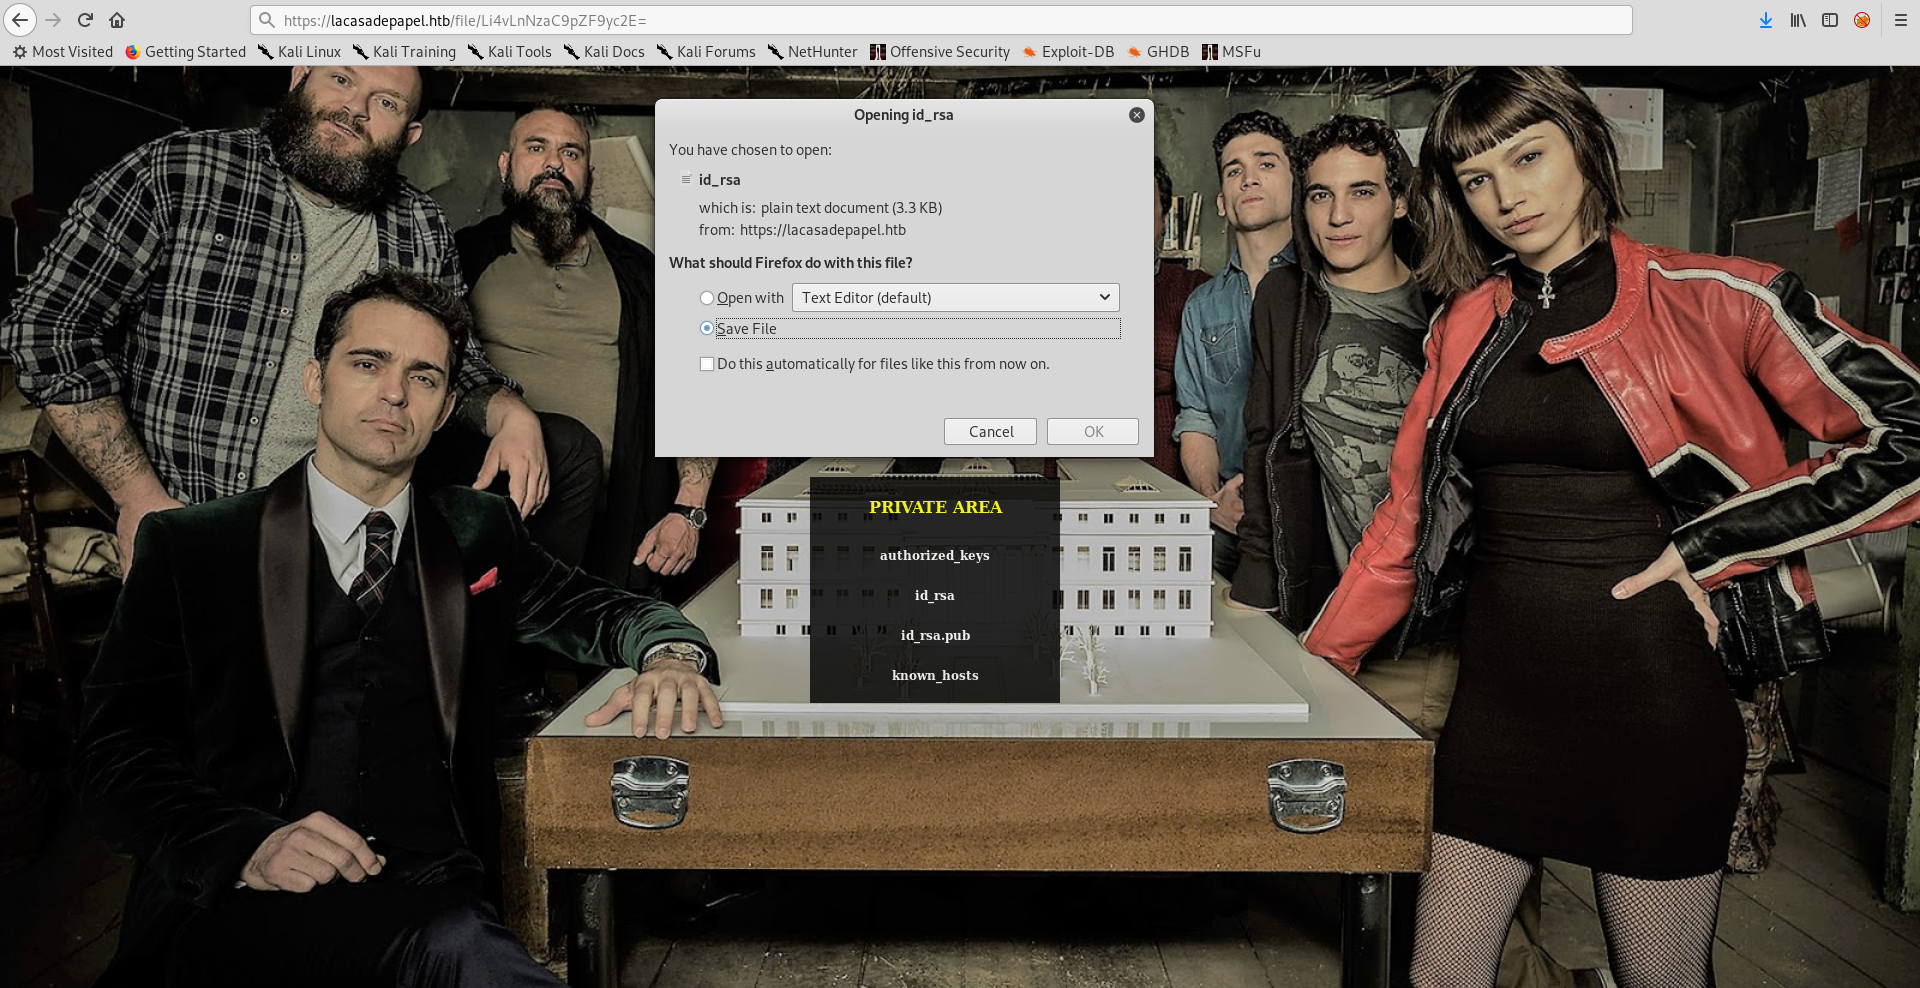 https://lacasadepapel.htb/file/Li4vLnNzaC9pZF9yc2E=
Most Visited Getting Started Kali Linux Kali Training Kali Tools Kali Docs Kali Forums NetHunter Offensive Security Exploit-DB GHDB MSFu
Opening id_rsa
You have chosen to open:
id_rsa
which is: plain text document (3.3 KB)
from: https://lacasadepapel.htb
What should Firefox do with this file?
Open with Text Editor (default)
Save File
Do this automatically for files like this from now on.
Cancel OK
PRIVATE AREA
authorized_keys
id_rsa
id_rsa.pub
known_hosts